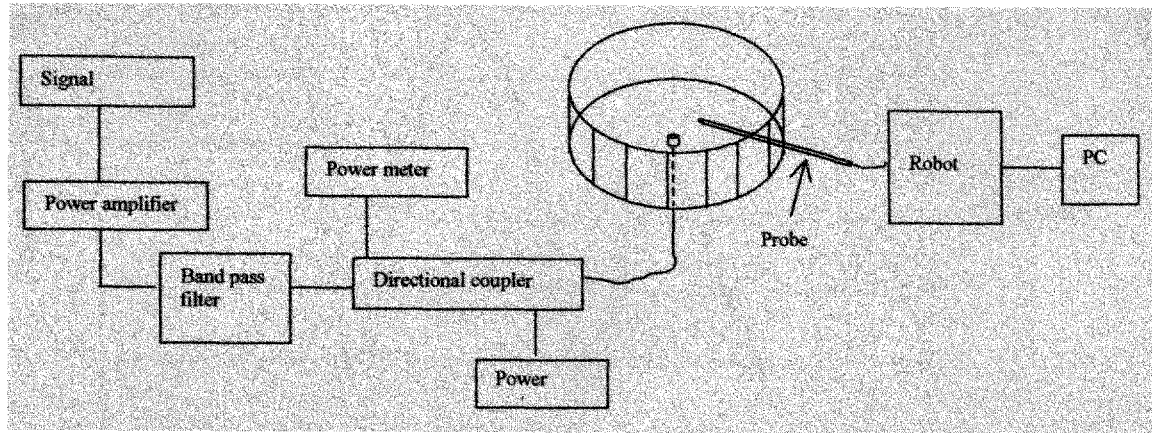 Signal
Power amplifier
Band pass
filter
Power meter
Directional coupler
Power
Probe
Robot
PC